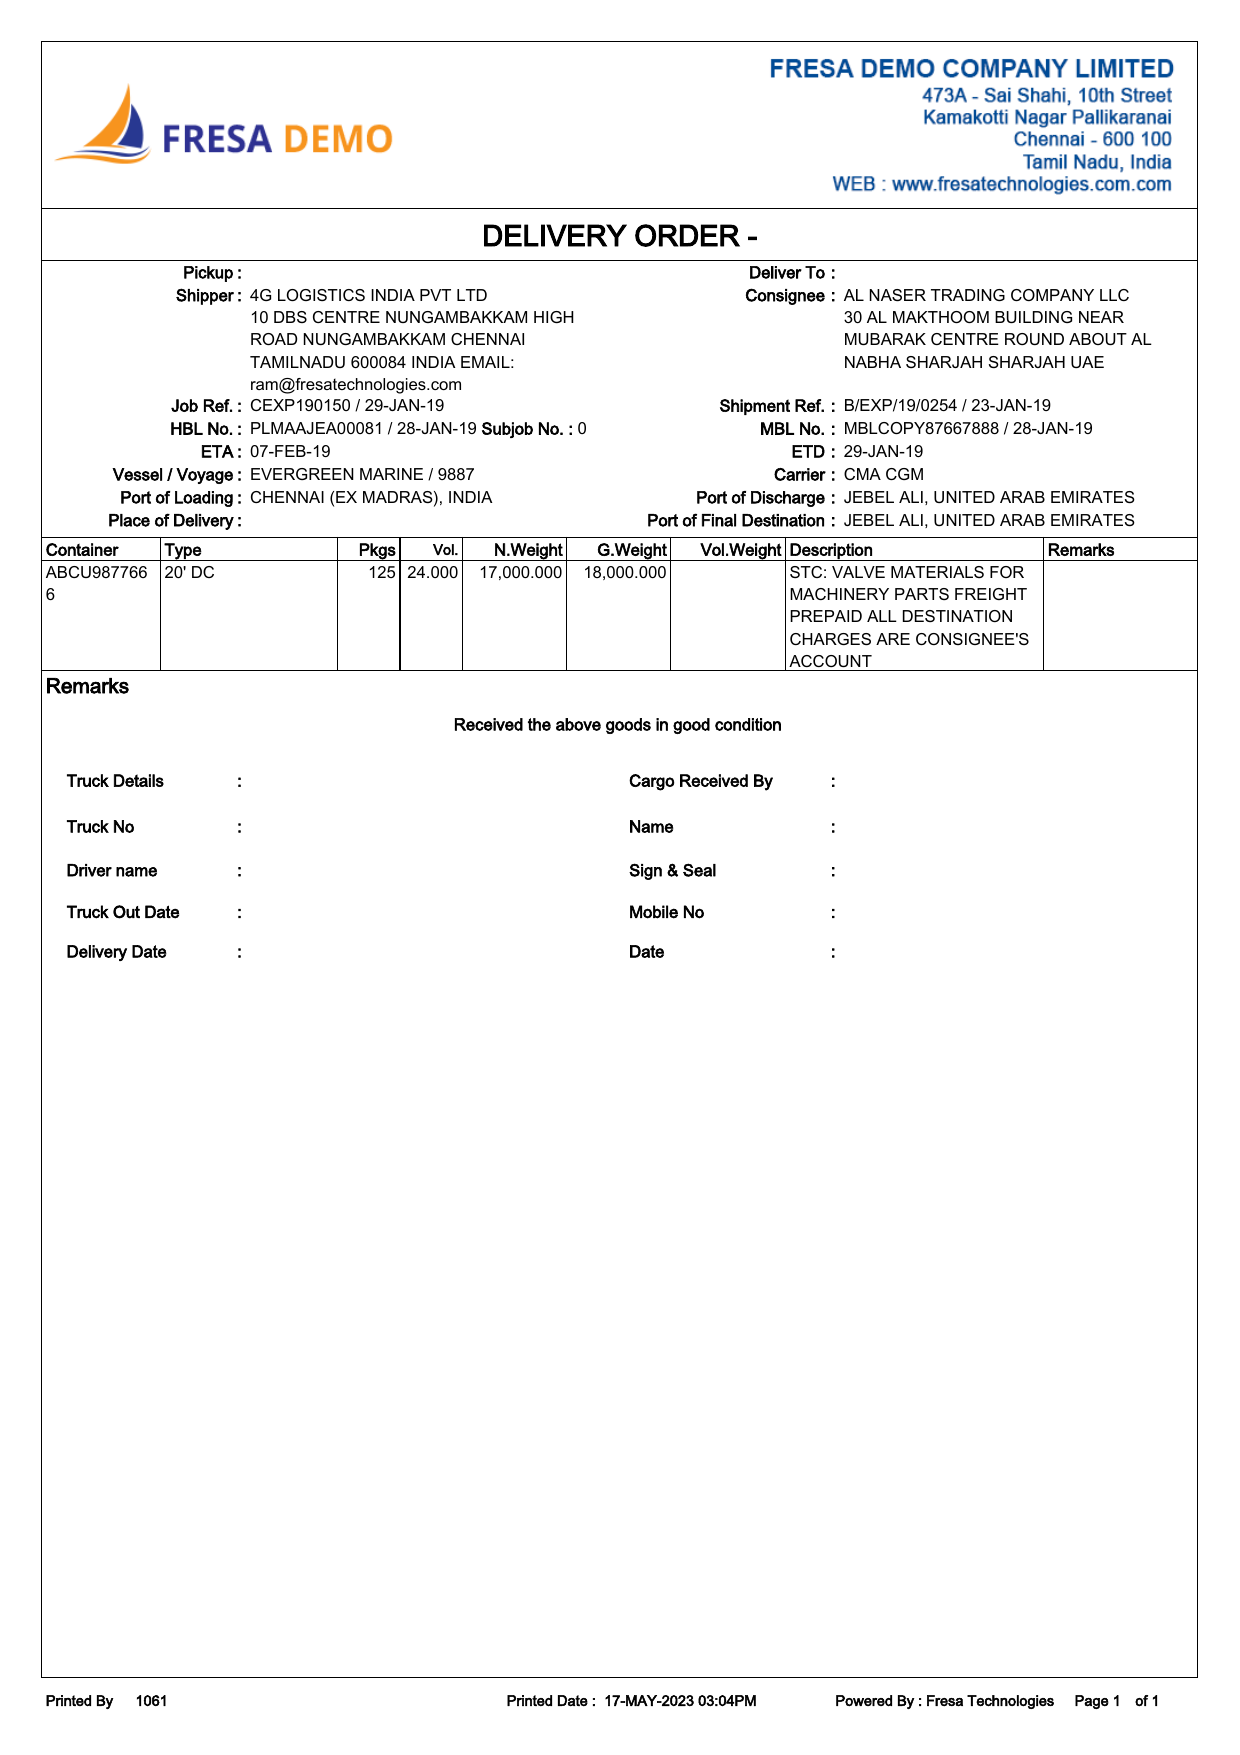 FRESA DEMO
FRESA DEMO COMPANY LIMITED
473A - Sai Shahi, 10th Street
Kamakotti Nagar Pallikaranai
Chennai - 600 100
Tamil Nadu, India
WEB : www.fresatechnologies.com.com
DELIVERY ORDER -
Pickup :
Deliver To :
Shipper : 4G LOGISTICS INDIA PVT LTD
10 DBS CENTRE NUNGAMBAKKAM HIGH
ROAD NUNGAMBAKKAM CHENNAI
TAMILNADU 600084 INDIA EMAIL:
ram@fresatechnologies.com
Consignee : AL NASER TRADING COMPANY LLC
30 AL MAKTHOOM BUILDING NEAR
MUBARAK CENTRE ROUND ABOUT AL
NABHA SHARJAH SHARJAH UAE
Job Ref. : CEXP190150 / 29-JAN-19
Shipment Ref. : B/EXP/19/0254 / 23-JAN-19
HBL No. : PLMAAJEA00081 / 28-JAN-19 Subjob No. : 0
MBL No. : MBLCOPY87667888 / 28-JAN-19
ETA : 07-FEB-19
ETD : 29-JAN-19
Vessel / Voyage : EVERGREEN MARINE / 9887
Carrier : CMA CGM
Port of Loading : CHENNAI (EX MADRAS), INDIA
Port of Discharge : JEBEL ALI, UNITED ARAB EMIRATES
Place of Delivery :
Port of Final Destination : JEBEL ALI, UNITED ARAB EMIRATES
Container Type Pkgs Vol. N.Weight G.Weight Vol.Weight Description Remarks
ABCU987766 20' DC 125 24.000 17,000.000 18,000.000 STC: VALVE MATERIALS FOR
6 MACHINERY PARTS FREIGHT
PREPAID ALL DESTINATION
CHARGES ARE CONSIGNEE'S
ACCOUNT
Remarks
Received the above goods in good condition
Truck Details :
Cargo Received By :
Truck No :
Name :
Driver name :
Sign & Seal :
Truck Out Date :
Mobile No :
Delivery Date :
Date :
Printed By 1061 Printed Date : 17-MAY-2023 03:04PM Powered By : Fresa Technologies Page 1 of 1